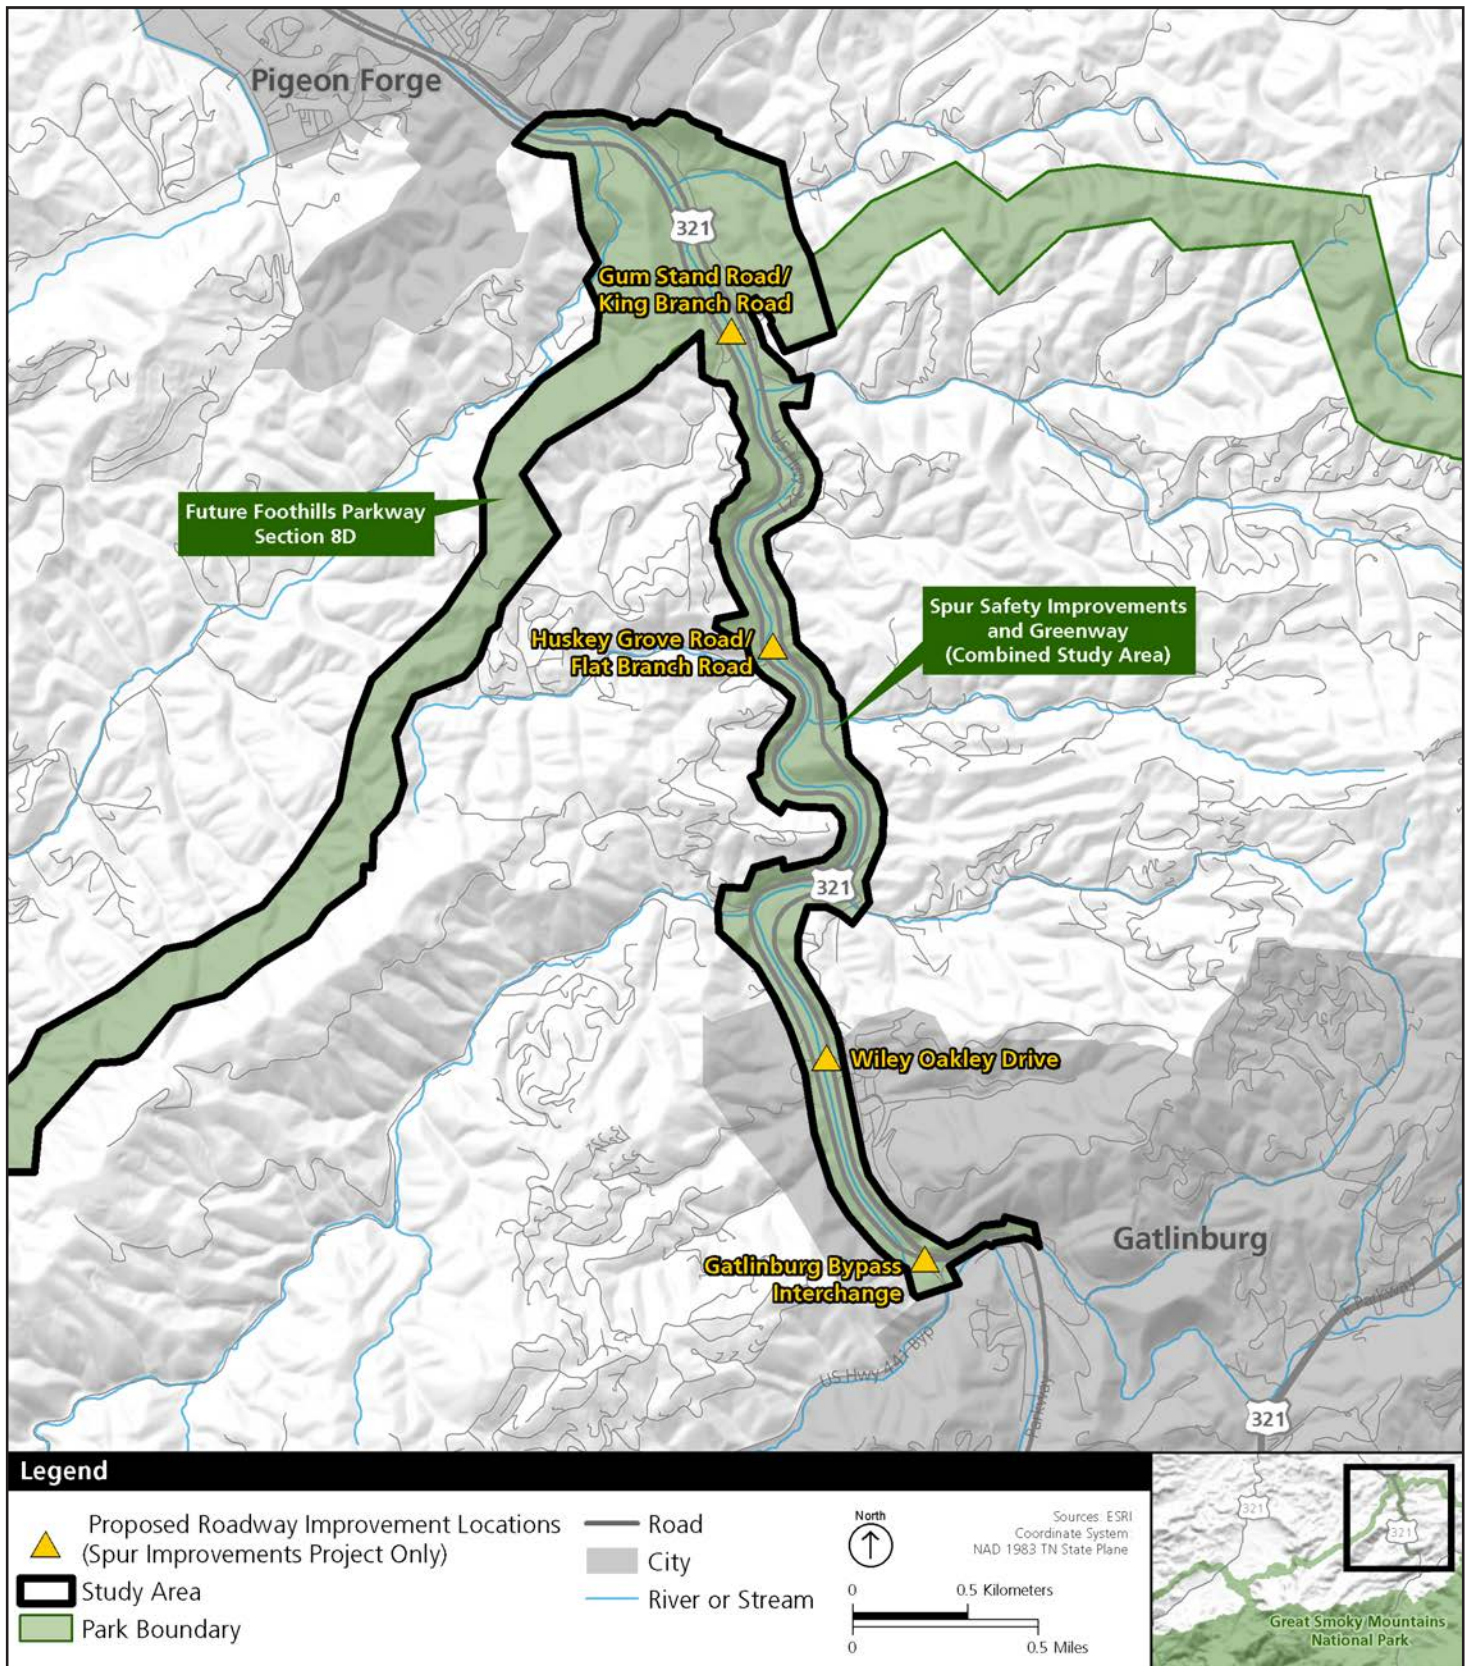 Pigeon Forge
321
Gum Stand Road/
King Branch Road
US Hwy
Future Foothills Parkway
Section 8D
Spur Safety Improvements
and Greenway
(Combined Study Area)
Huskey Grove Road/
Flat Branch Road
321
Wiley Oakley Drive
Gatlinburg
Gatlinburg Bypass
Interchange
US Hwy 441 Byp
Parkway
E Parkway
321
Legend
Proposed Roadway Improvement Locations
(Spur Improvements Project Only)
Study Area
Park Boundary
Road
City
River or Stream
North
Sources: ESRI
Coordinate System:
NAD 1983 TN State Plane
0 0.5 Kilometers
0 0.5 Miles
321
321
Great Smoky Mountains
National Park